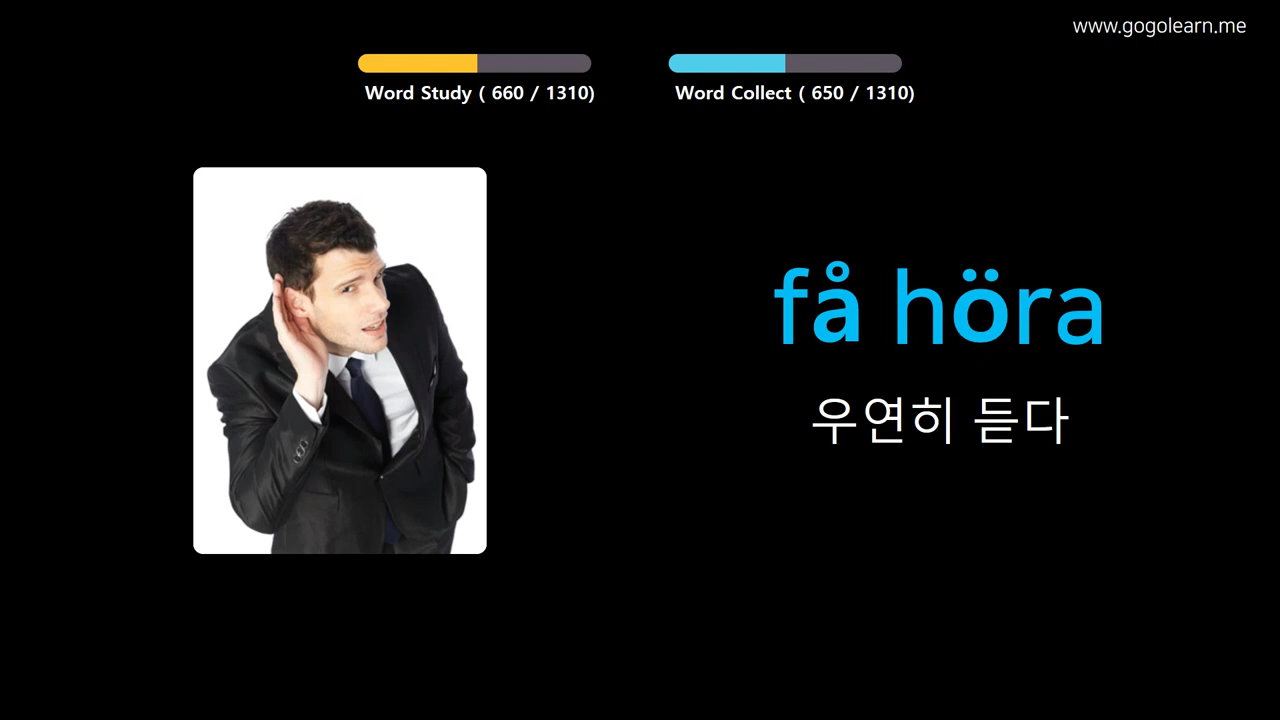 www.gogolearn.me
Word Study ( 660 / 1310)
Word Collect ( 650 / 1310)
få höra
우연히 듣다